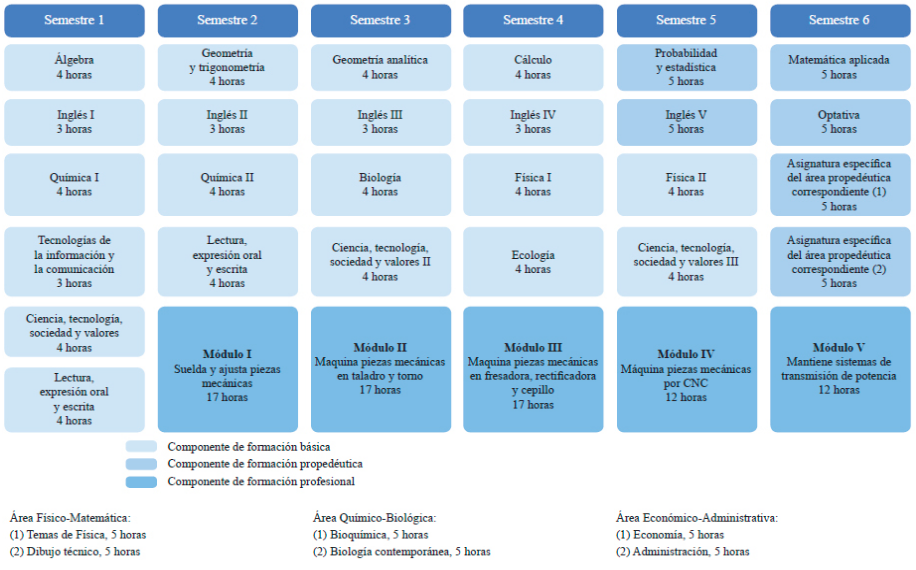 Semestre 1
Semestre 2
Semestre 3
Semestre 4
Semestre 5
Semestre 6
Álgebra
4 horas
Geometría
y trigonometría
4 horas
Geometría analítica
4 horas
Cálculo
4 horas
Probabilidad
y estadística
5 horas
Matemática aplicada
5 horas
Inglés I
3 horas
Inglés II
3 horas
Inglés III
3 horas
Inglés IV
3 horas
Inglés V
5 horas
Optativa
5 horas
Química I
4 horas
Química II
4 horas
Biología
4 horas
Física I
4 horas
Física II
4 horas
Asignatura específica
del área propedéutica
correspondiente (1)
5 horas
Tecnologías de
la información y
la comunicación
3 horas
Lectura,
expresión oral
y escrita
4 horas
Ciencia, tecnología,
sociedad y valores II
4 horas
Ecología
4 horas
Ciencia, tecnología,
sociedad y valores III
4 horas
Asignatura específica
del área propedéutica
correspondiente (2)
5 horas
Ciencia, tecnología,
sociedad y valores
4 horas
Lectura,
expresión oral
y escrita
4 horas
Módulo I
Suelda y ajusta piezas
mecánicas
17 horas
Módulo II
Maquina piezas mecánicas
en taladro y torno
17 horas
Módulo III
Maquina piezas mecánicas
en fresadora, rectificadora
y cepillo
17 horas
Módulo IV
Máquina piezas mecánicas
por CNC
12 horas
Módulo V
Mantiene sistemas de
transmisión de potencia
12 horas
Componente de formación básica
Componente de formación propedéutica
Componente de formación profesional
Área Físico-Matemática:
(1) Temas de Física, 5 horas
(2) Dibujo técnico, 5 horas
Área Químico-Biológica:
(1) Bioquímica, 5 horas
(2) Biología contemporánea, 5 horas
Área Económico-Administrativa:
(1) Economía, 5 horas
(2) Administración, 5 horas